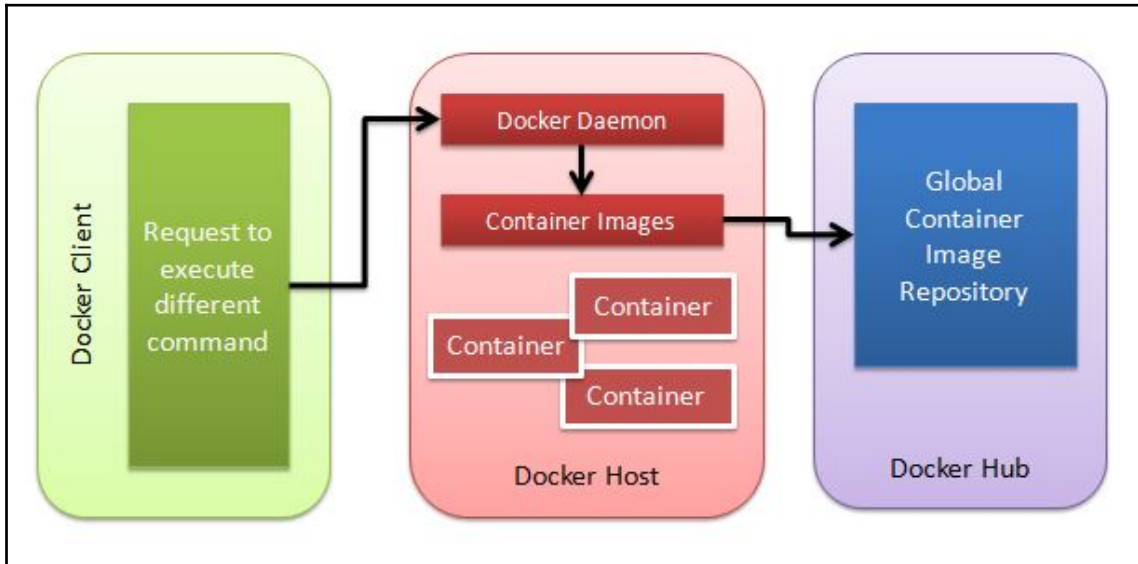 Docker Client
Request to
execute
different
command
Docker Daemon
Container Images
Container
Container
Container
Docker Host
Global
Container
Image
Repository
Docker Hub